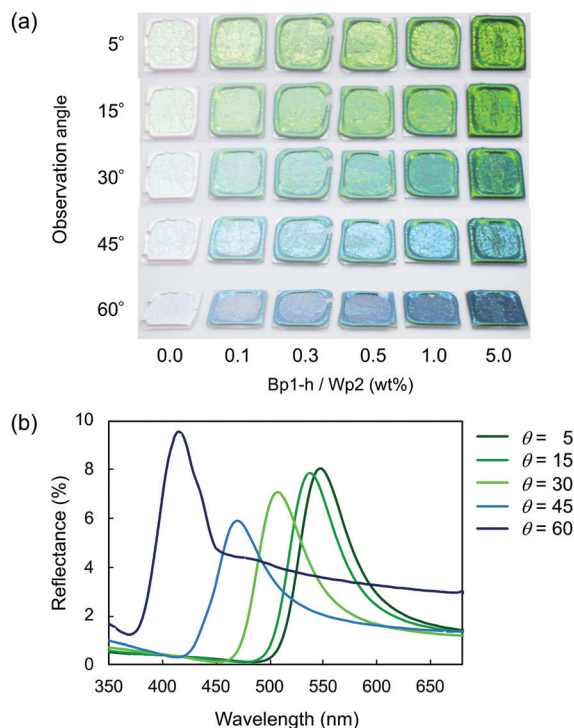 (a)
Observation angle
5°
15°
30°
45°
60°
0.0 0.1 0.3 0.5 1.0 5.0
Bp1-h / Wp2 (wt%)
(b)
Reflectance (%)
10
8
6
4
2
0
350 400 450 500 550 600 650
Wavelength (nm)
θ = 5
θ = 15
θ = 30
θ = 45
θ = 60